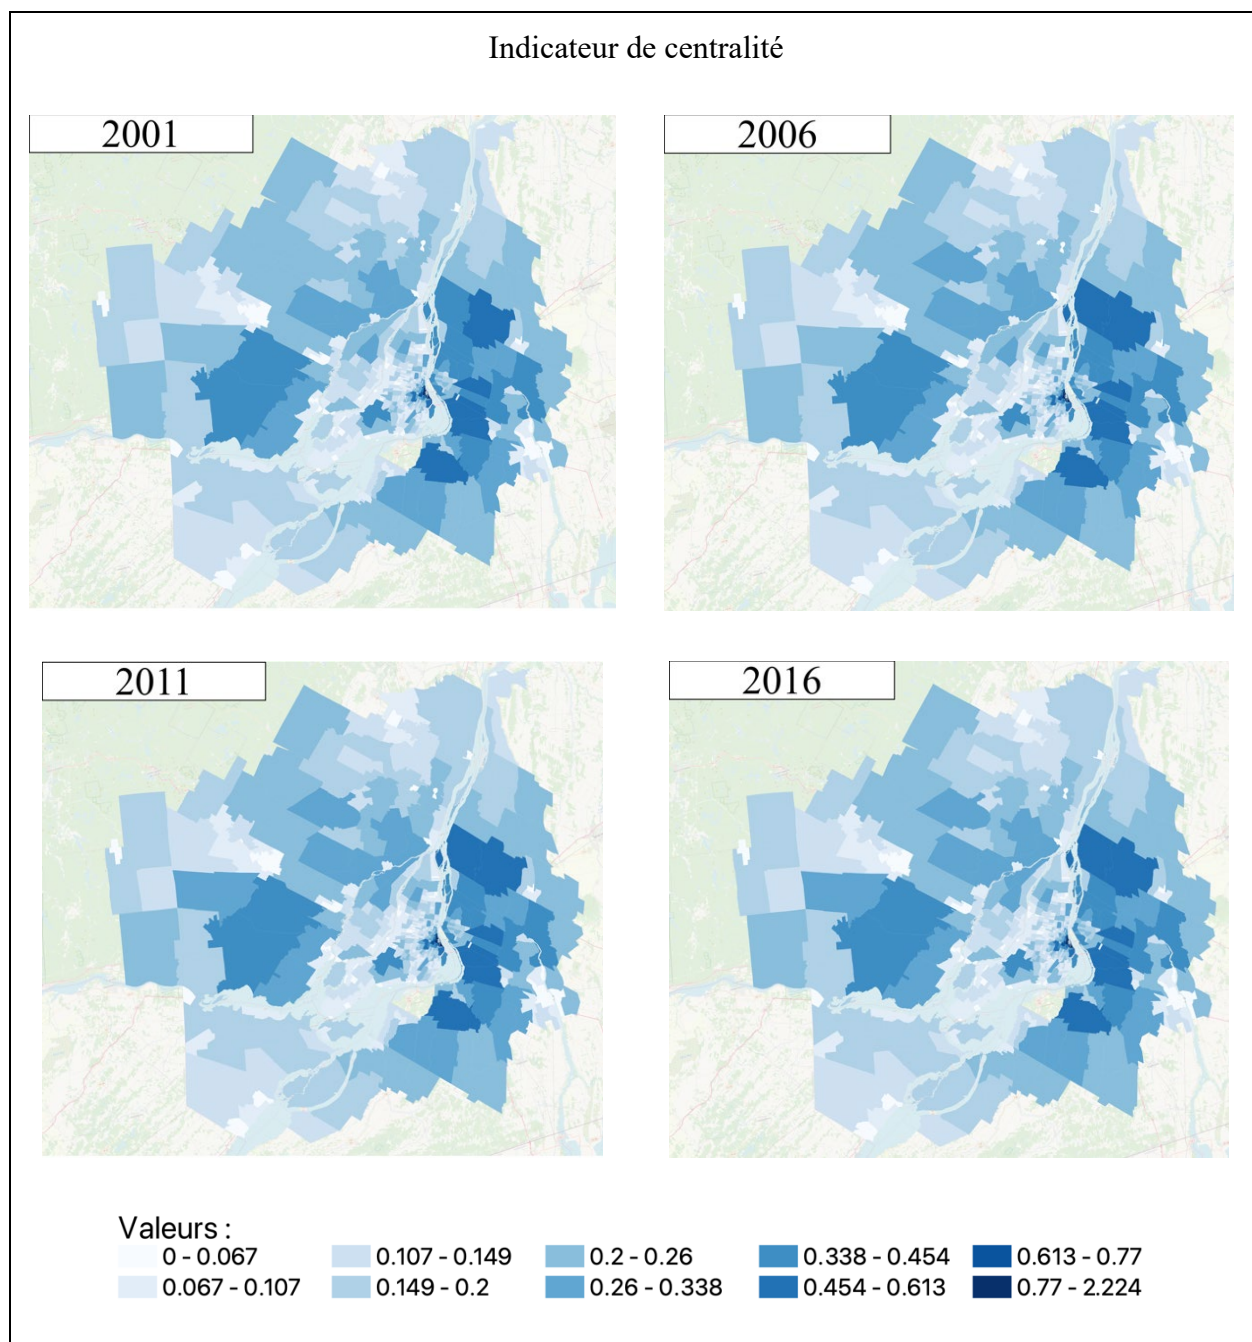 Indicateur de centralité
2001
2006
2011
2016
Valeurs :
0 - 0.067
0.107 - 0.149
0.2 - 0.26
0.338 - 0.454
0.613 - 0.77
0.067 - 0.107
0.149 - 0.2
0.26 - 0.338
0.454 - 0.613
0.77 - 2.224